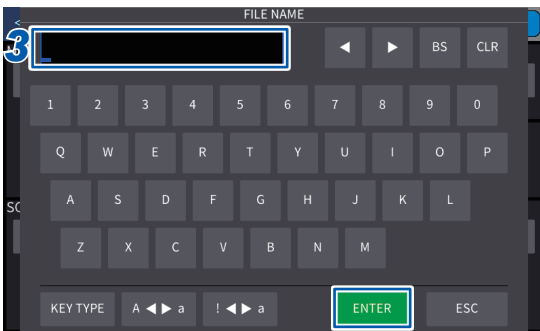 FILE NAME
<
3
◀ ▶ BS CLR
1 2 3 4 5 6 7 8 9 0
Q W E R T Y U I O P
SC
A S D F G H J K L
Z X C V B N M
KEY TYPE A ◀▶ a ! ◀▶ a ENTER ESC